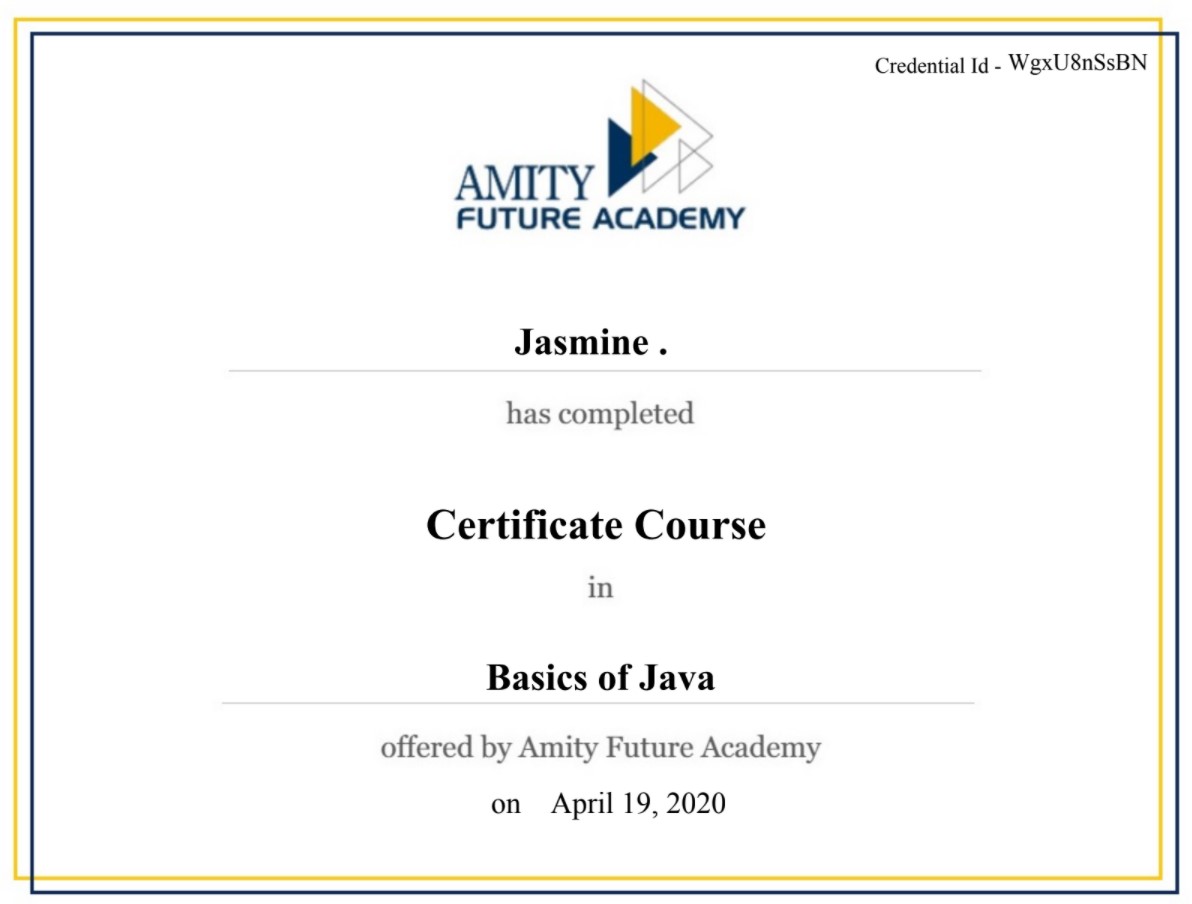 Credential Id - WgxU8nSsBN
AMITY
FUTURE ACADEMY
Jasmine .
has completed
Certificate Course
in
Basics of Java
offered by Amity Future Academy
on April 19, 2020